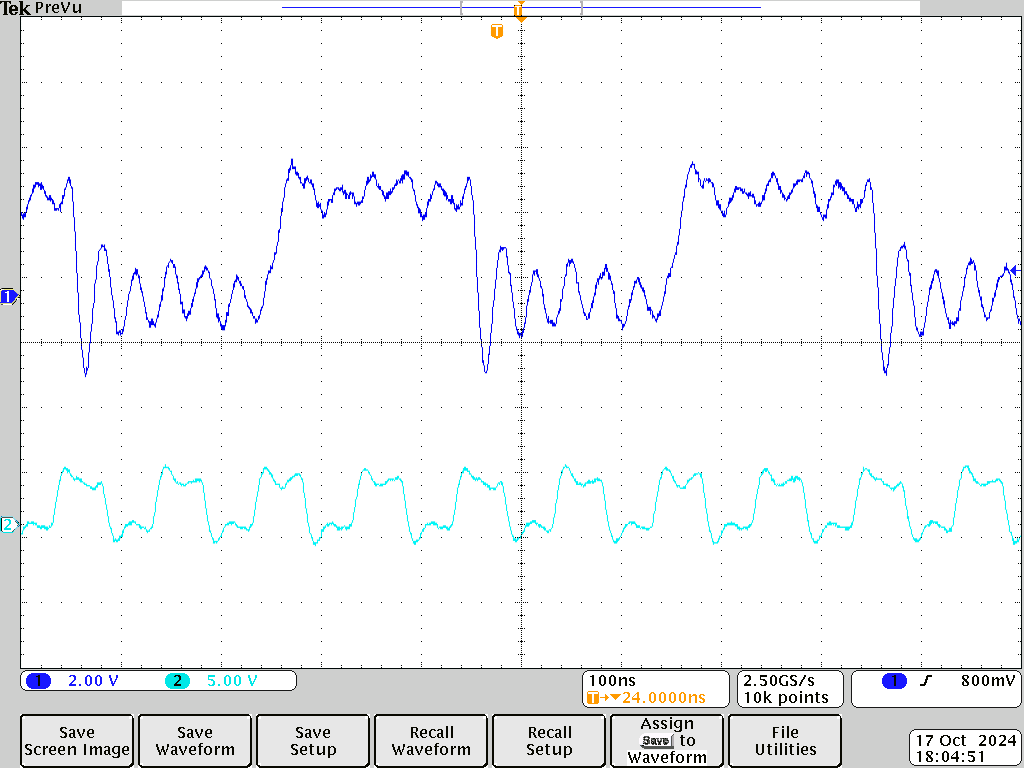 Tek PreVu
T
T
1
2
1 2.00 V 2 5.00 V
100ns
T→▼24.0000ns
2.50GS/s
10k points
1 800mV
Save
Screen Image
Save
Waveform
Save
Setup
Recall
Waveform
Recall
Setup
Assign
Save to
Waveform
File
Utilities
17 Oct 2024
18:04:51